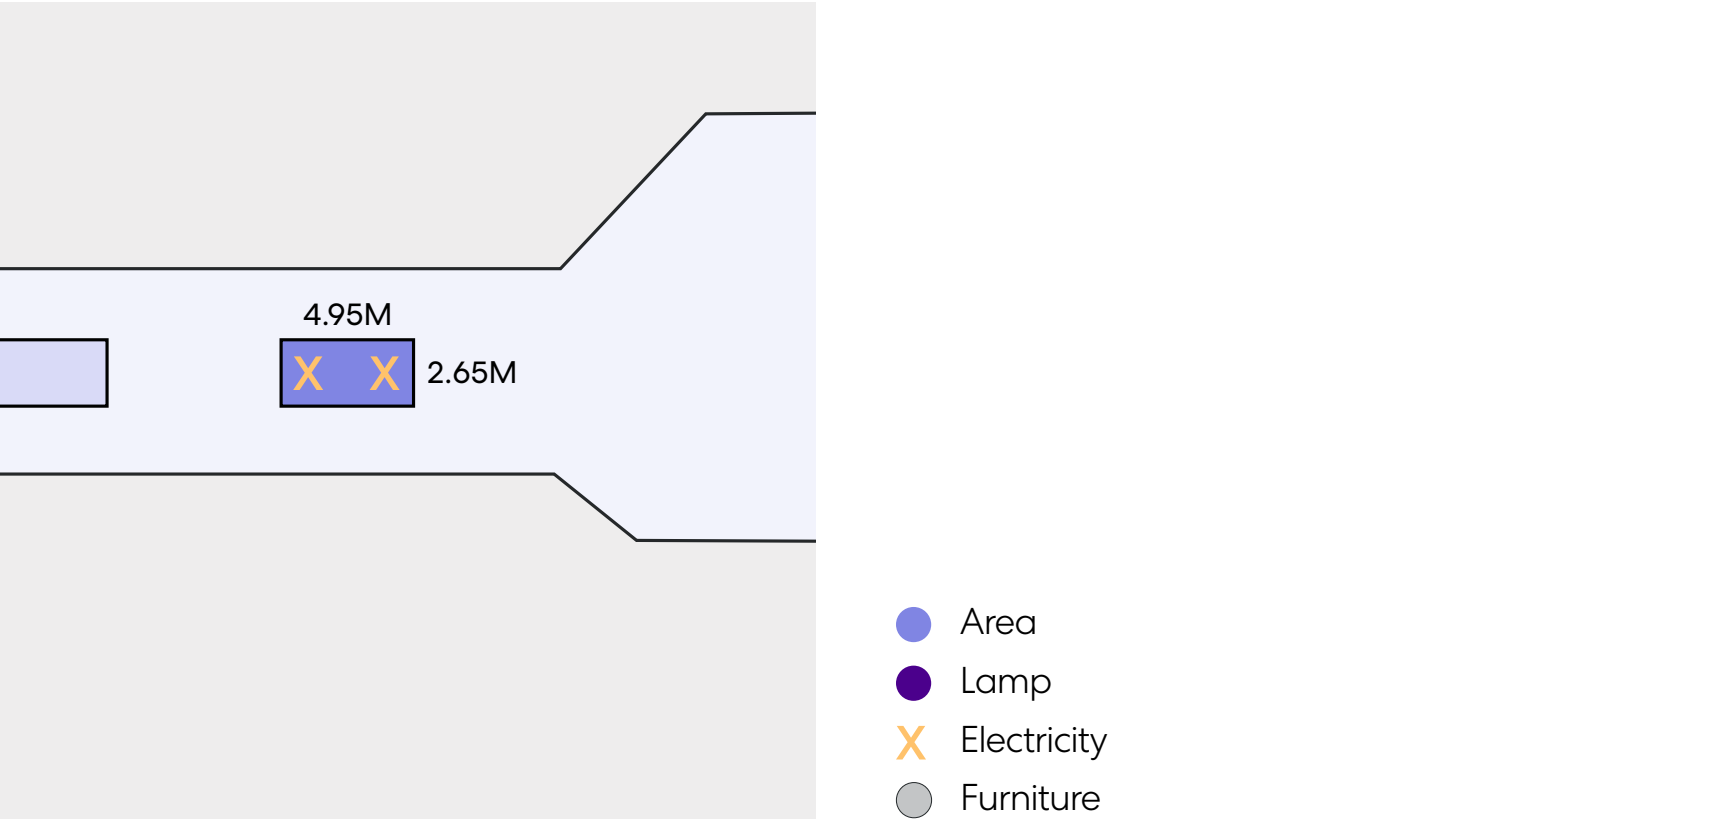 4.95M
X X
2.65M
Area
Lamp
X Electricity
Furniture